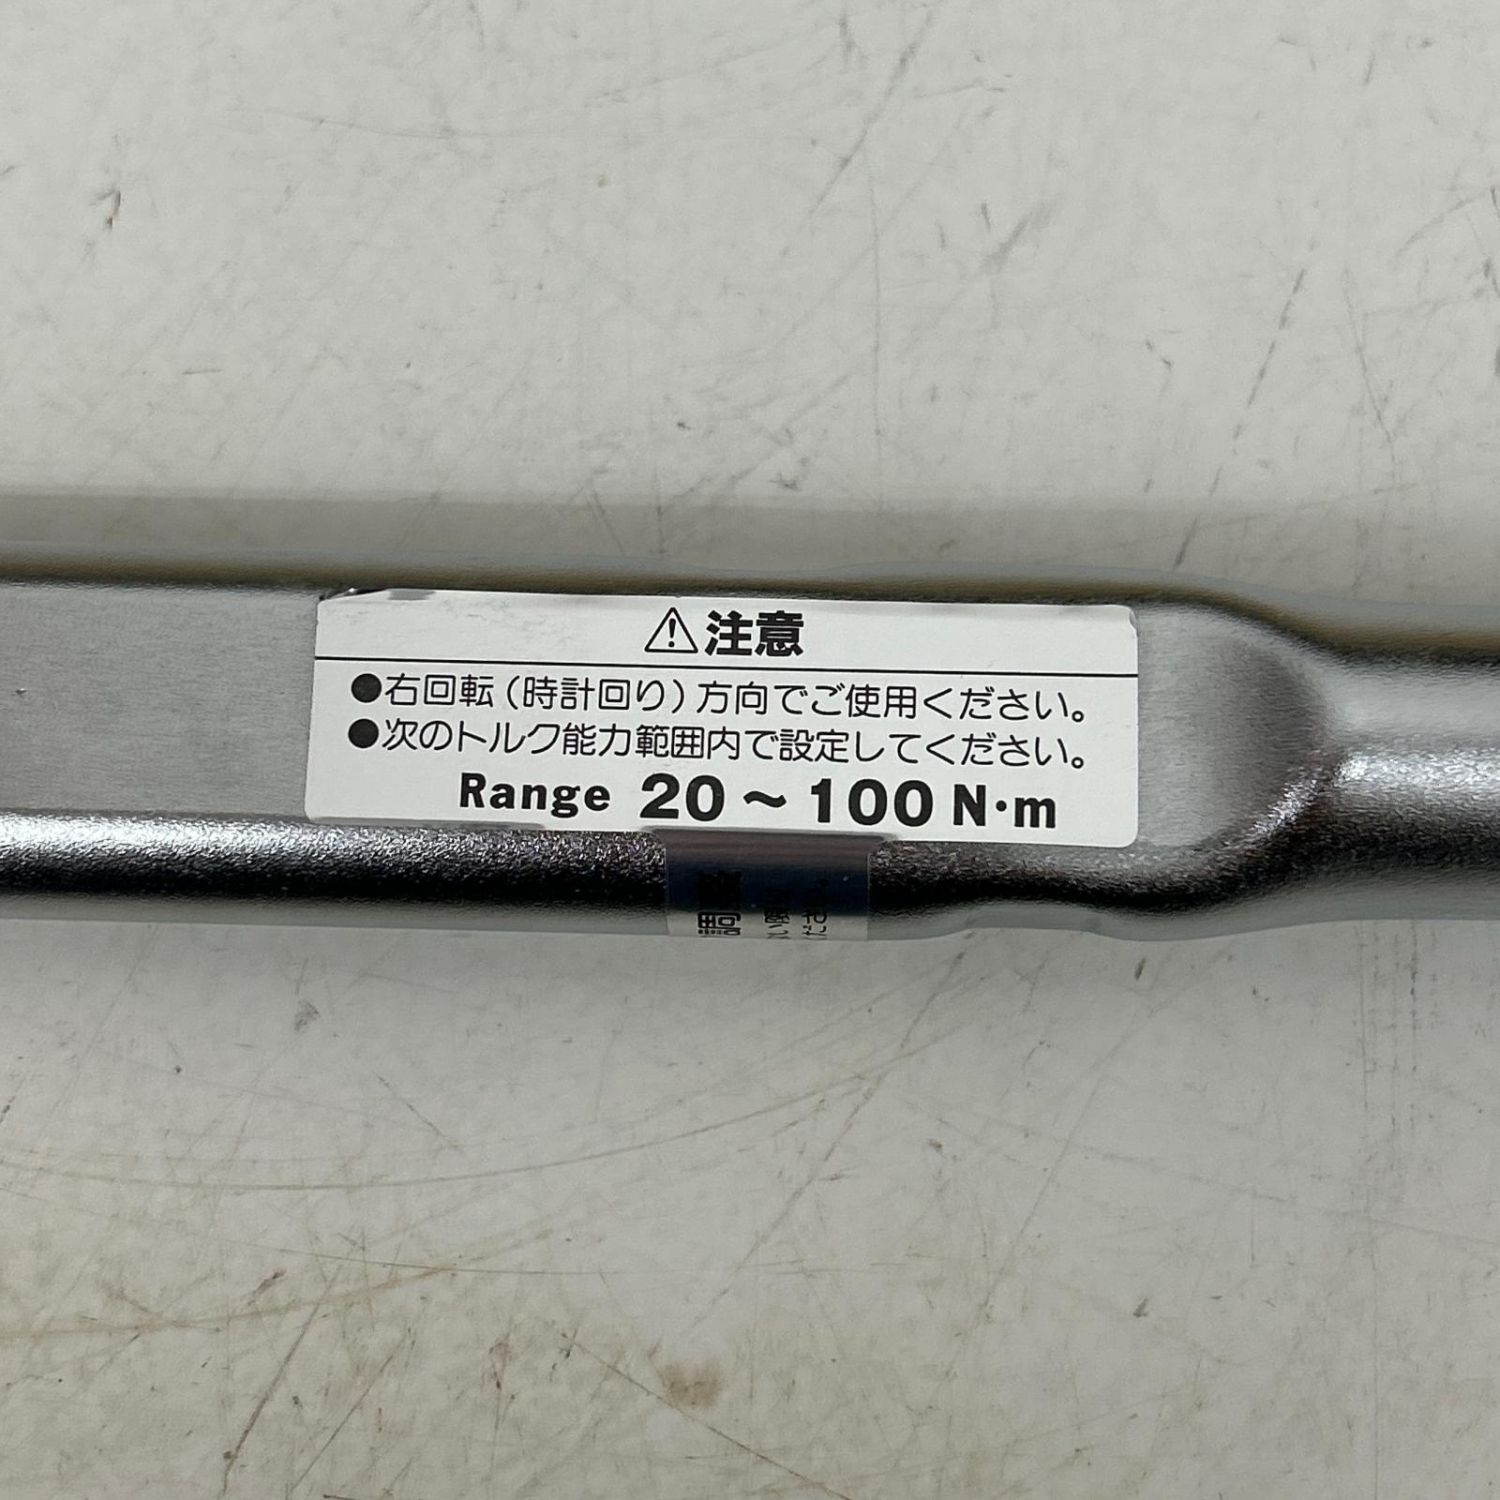 ⚠注意
●右回転(時計回り)方向でご使用ください。
●次のトルク能力範囲内で設定してください。
Range 20～100 N·m